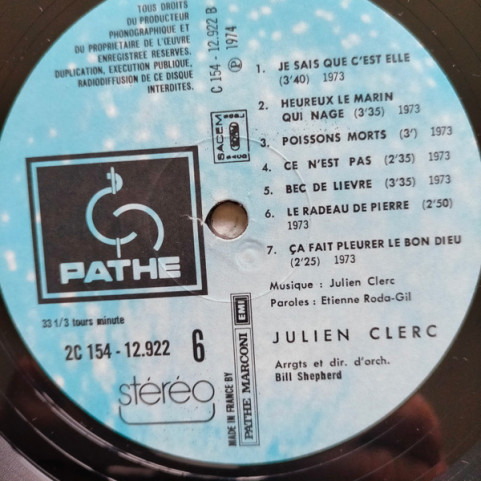 TOUS DROITS
DU PRODUCTEUR
PHONOGRAPHIQUE ET
DU PROPRIETAIRE DE L'ŒUVRE
ENREGISTREE RESERVES.
DUPLICATION, EXECUTION PUBLIQUE,
RADIODIFFUSION DE CE DISQUE
INTERDITES.
C 154 - 12.922 B
Ⓟ 1974
SACEM
1. JE SAIS QUE C'EST ELLE
(3'40) 1973
2. HEUREUX LE MARIN
QUI NAGE (3'35) 1973
3. POISSONS MORTS (3') 1973
4. CE N'EST PAS (2'35) 1973
5. BEC DE LIEVRE (3'35) 1973
6. LE RADEAU DE PIERRE (2'50)
1973
7. ÇA FAIT PLEURER LE BON DIEU
(2'25) 1973
Musique : Julien Clerc
Paroles : Etienne Roda-Gil
JULIEN CLERC
Arrgts et dir. d'orch.
Bill Shepherd
PATHE
33 1/3 tours minute
2C 154 - 12.922 6
stéréo
MADE IN FRANCE BY
PATHE MARCONI EMI